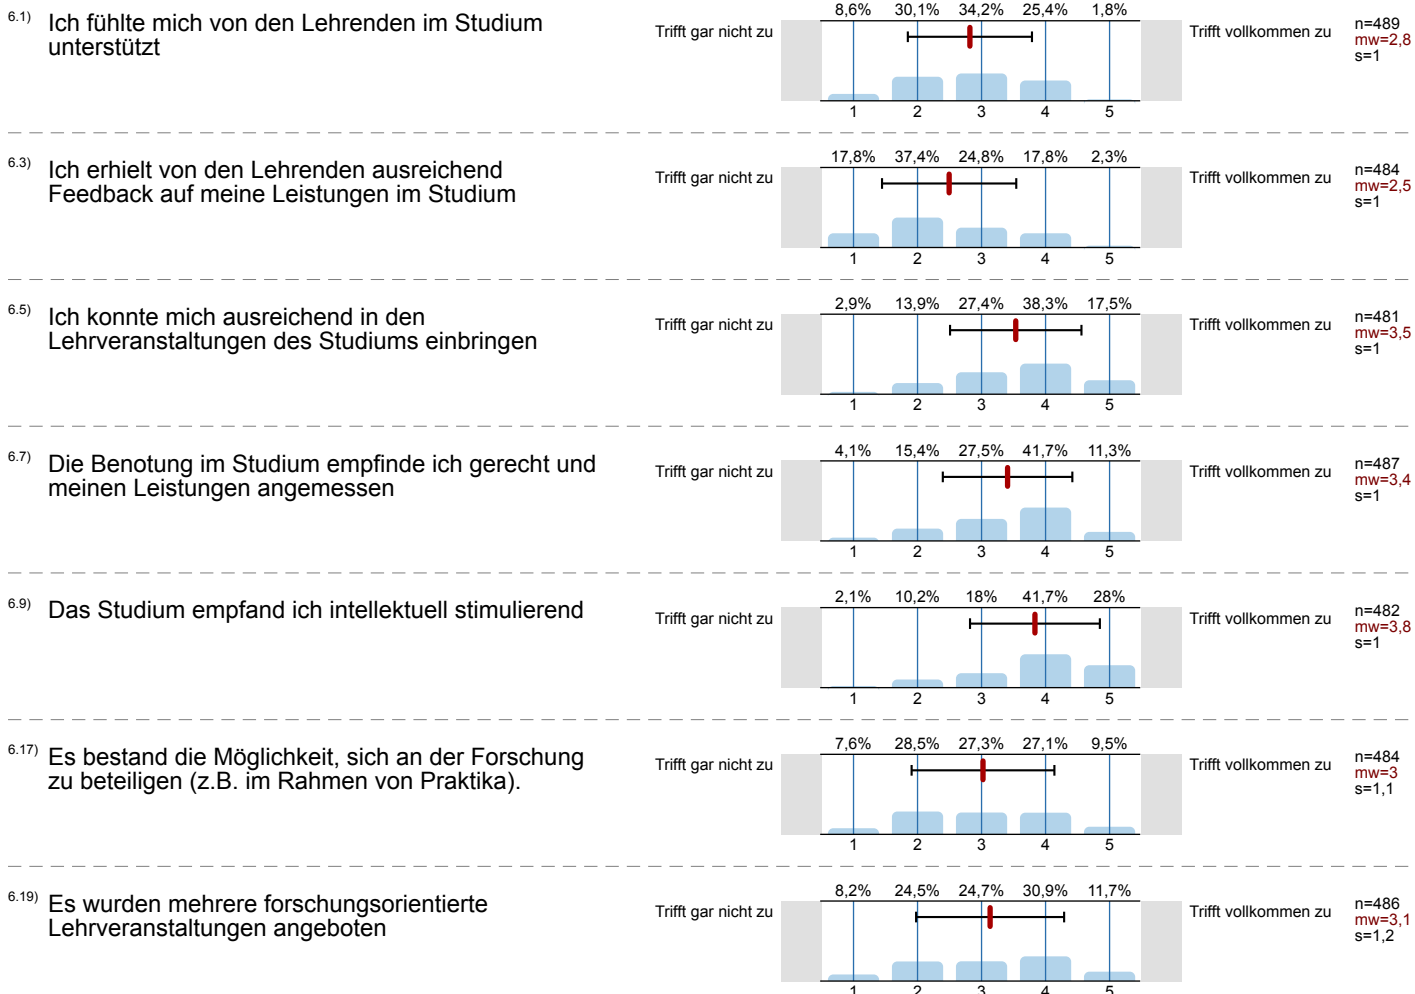 6.1) Ich fühlte mich von den Lehrenden im Studium
unterstützt
Trifft gar nicht zu
8,6% 30,1% 34,2% 25,4% 1,8%
1 2 3 4 5
Trifft vollkommen zu
n=489
mw=2,8
s=1
6.3) Ich erhielt von den Lehrenden ausreichend
Feedback auf meine Leistungen im Studium
Trifft gar nicht zu
17,8% 37,4% 24,8% 17,8% 2,3%
1 2 3 4 5
Trifft vollkommen zu
n=484
mw=2,5
s=1
6.5) Ich konnte mich ausreichend in den
Lehrveranstaltungen des Studiums einbringen
Trifft gar nicht zu
2,9% 13,9% 27,4% 38,3% 17,5%
1 2 3 4 5
Trifft vollkommen zu
n=481
mw=3,5
s=1
6.7) Die Benotung im Studium empfinde ich gerecht und
meinen Leistungen angemessen
Trifft gar nicht zu
4,1% 15,4% 27,5% 41,7% 11,3%
1 2 3 4 5
Trifft vollkommen zu
n=487
mw=3,4
s=1
6.9) Das Studium empfand ich intellektuell stimulierend
Trifft gar nicht zu
2,1% 10,2% 18% 41,7% 28%
1 2 3 4 5
Trifft vollkommen zu
n=482
mw=3,8
s=1
6.17) Es bestand die Möglichkeit, sich an der Forschung
zu beteiligen (z.B. im Rahmen von Praktika).
Trifft gar nicht zu
7,6% 28,5% 27,3% 27,1% 9,5%
1 2 3 4 5
Trifft vollkommen zu
n=484
mw=3
s=1,1
6.19) Es wurden mehrere forschungsorientierte
Lehrveranstaltungen angeboten
Trifft gar nicht zu
8,2% 24,5% 24,7% 30,9% 11,7%
1 2 3 4 5
Trifft vollkommen zu
n=486
mw=3,1
s=1,2